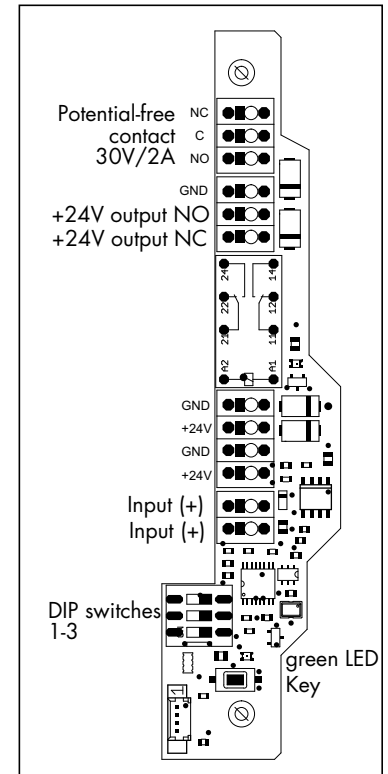 NC
Potential-free
contact
30V/2A
C
NO
GND
+24V output NO
+24V output NC
24 14
22 12
21 11
A2 A1
GND
+24V
GND
+24V
Input (+)
Input (+)
DIP switches
1-3
green LED
Key
1